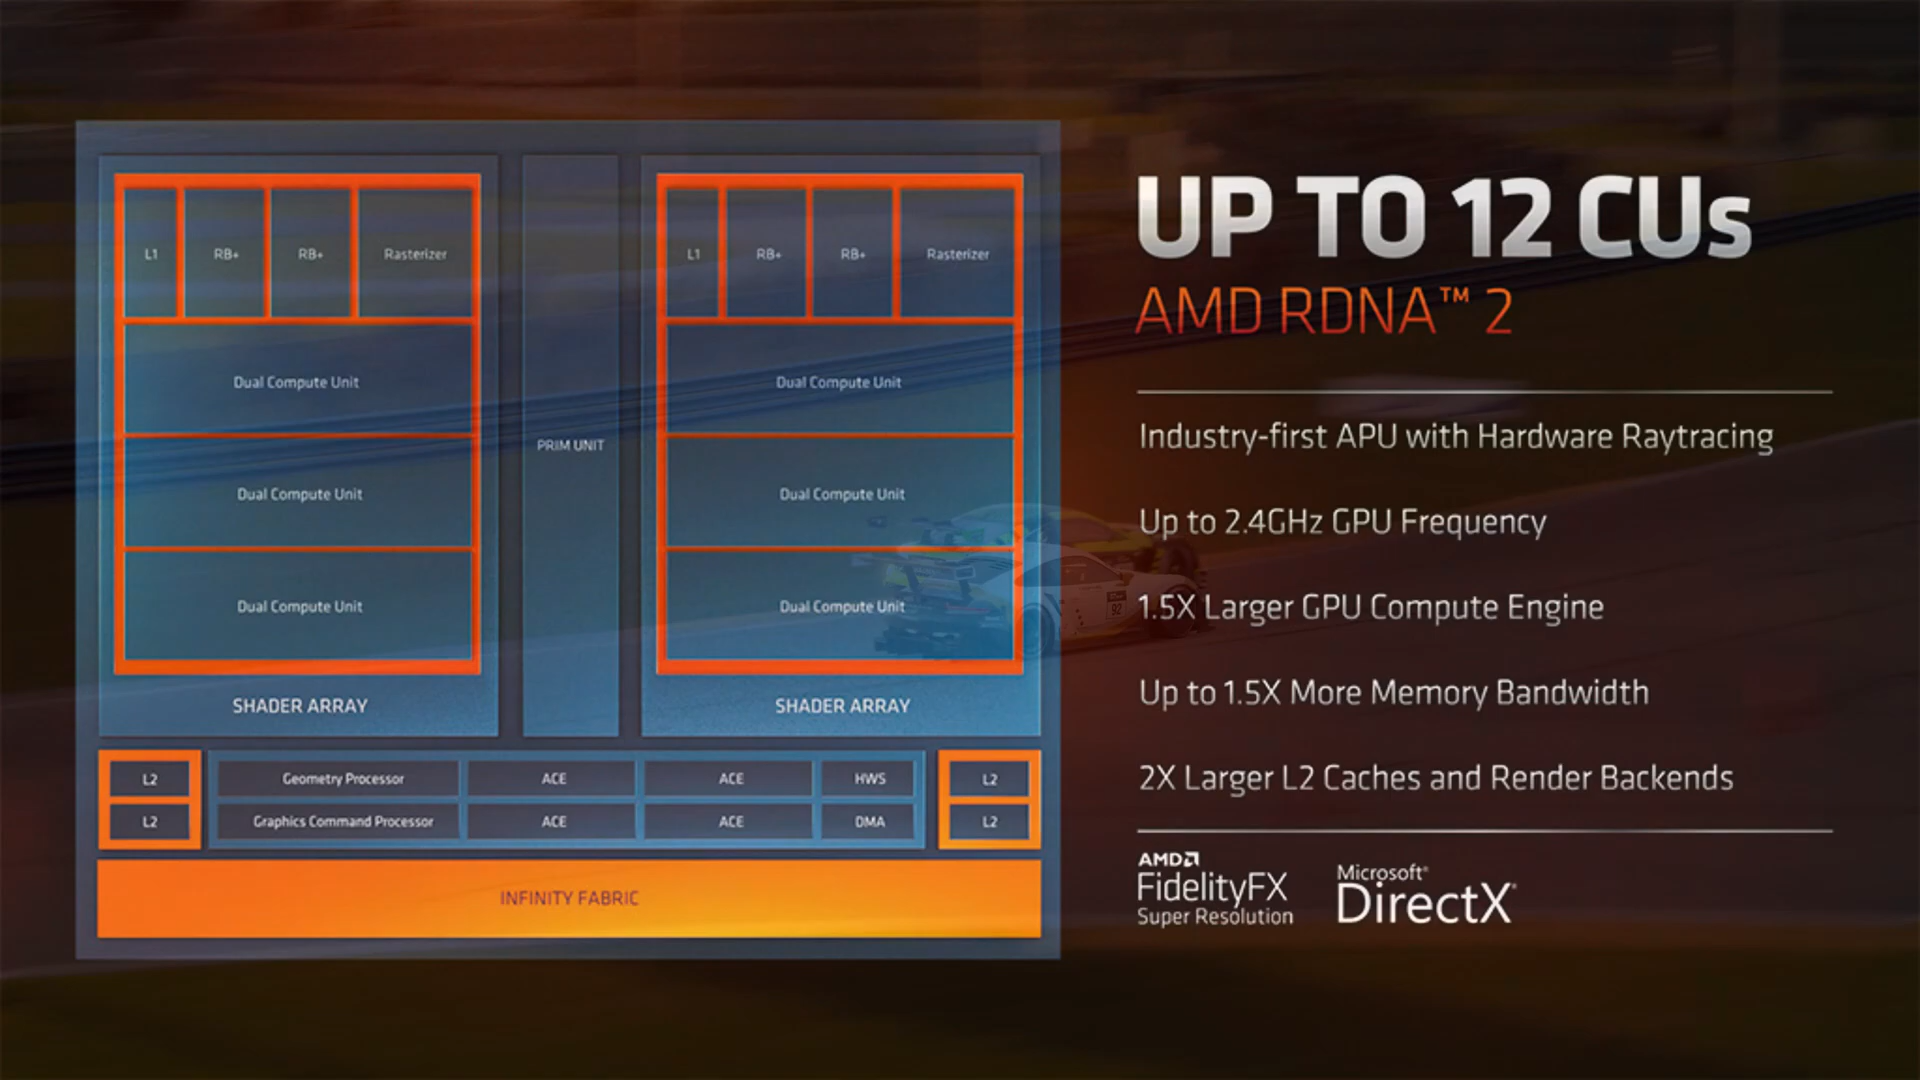 L1 RB+ RB+ Rasterizer
Dual Compute Unit
Dual Compute Unit
Dual Compute Unit
SHADER ARRAY
PRIM UNIT
L1 RB+ RB+ Rasterizer
Dual Compute Unit
Dual Compute Unit
Dual Compute Unit
SHADER ARRAY
L2 Geometry Processor ACE ACE HWS L2
L2 Graphics Command Processor ACE ACE DMA L2
INFINITY FABRIC
UP TO 12 CUs
AMD RDNA™ 2
Industry-first APU with Hardware Raytracing
Up to 2.4GHz GPU Frequency
1.5X Larger GPU Compute Engine
Up to 1.5X More Memory Bandwidth
2X Larger L2 Caches and Render Backends
AMD
FidelityFX
Super Resolution
Microsoft®
DirectX®
92